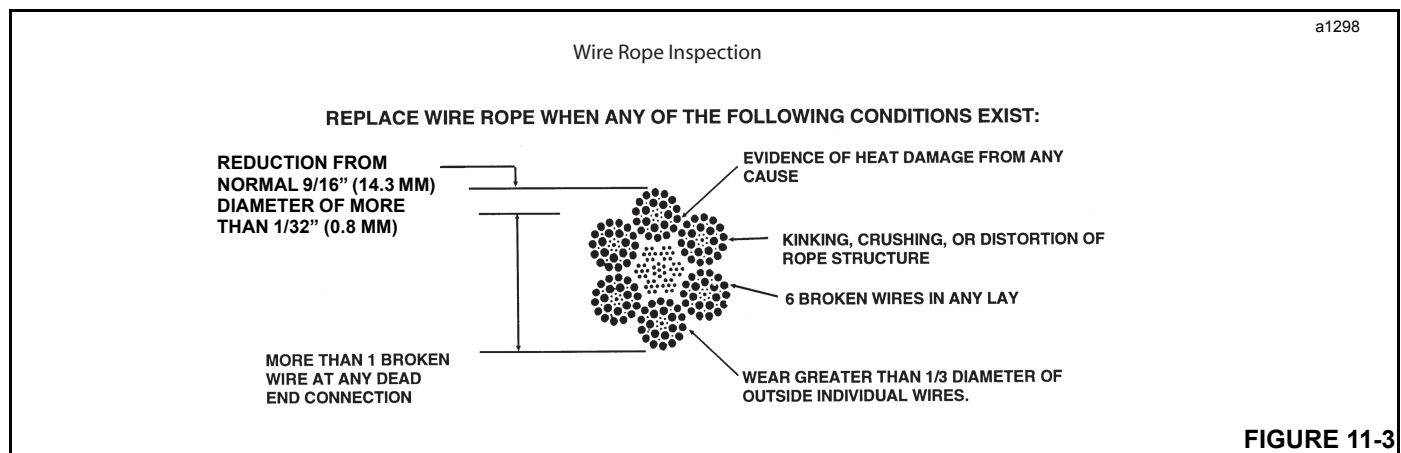 a1298
Wire Rope Inspection
REPLACE WIRE ROPE WHEN ANY OF THE FOLLOWING CONDITIONS EXIST:
REDUCTION FROM
NORMAL 9/16” (14.3 MM)
DIAMETER OF MORE
THAN 1/32” (0.8 MM)
EVIDENCE OF HEAT DAMAGE FROM ANY
CAUSE
KINKING, CRUSHING, OR DISTORTION OF
ROPE STRUCTURE
6 BROKEN WIRES IN ANY LAY
MORE THAN 1 BROKEN
WIRE AT ANY DEAD
END CONNECTION
WEAR GREATER THAN 1/3 DIAMETER OF
OUTSIDE INDIVIDUAL WIRES.
FIGURE 11-3